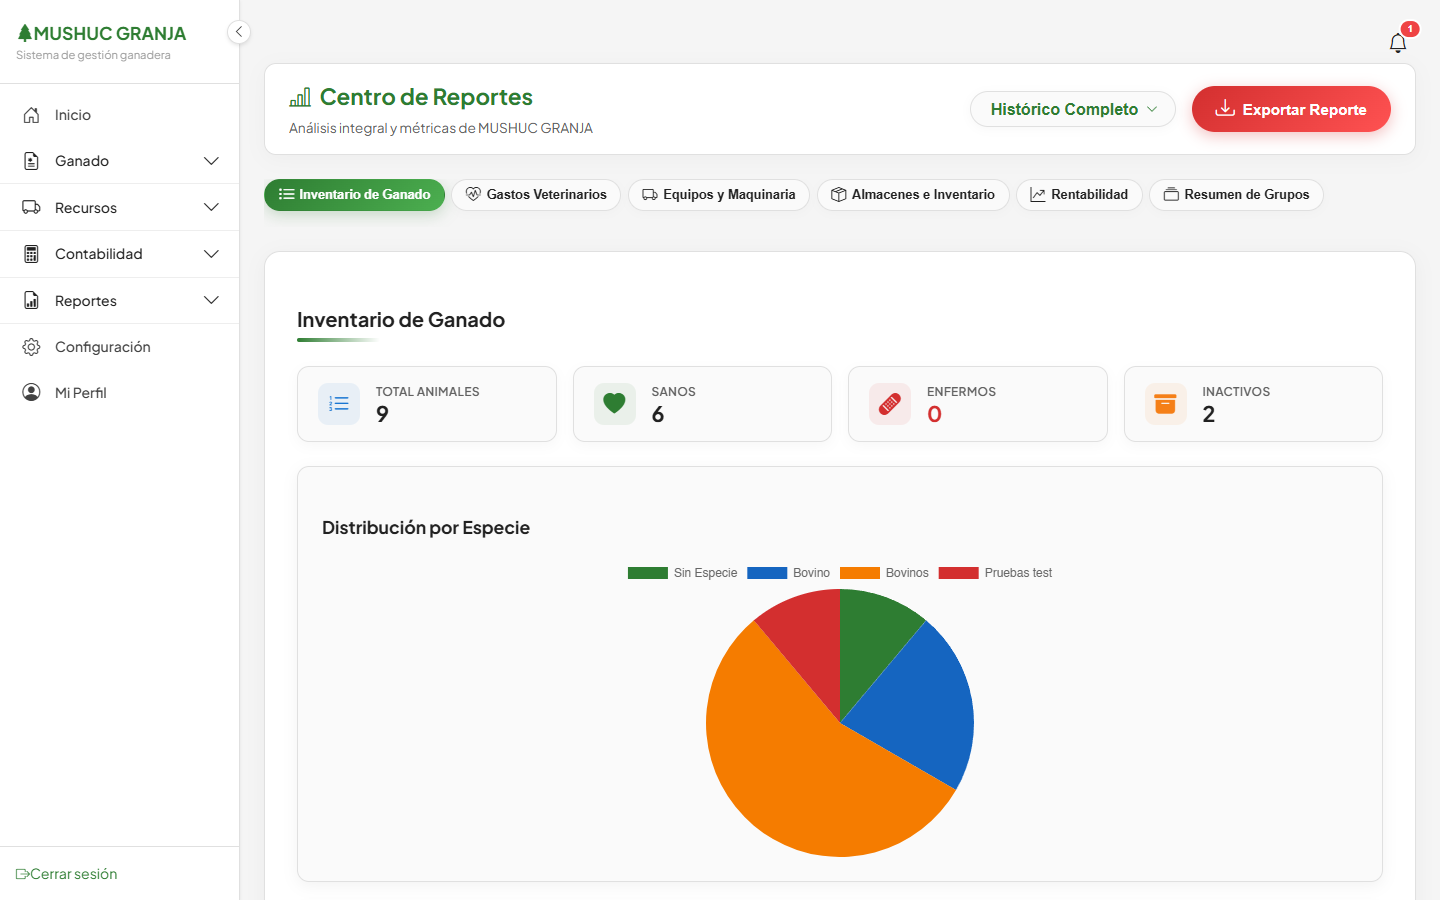 MUSHUC GRANJA
Sistema de gestión ganadera
Inicio
Ganado
Recursos
Contabilidad
Reportes
Configuración
Mi Perfil
Cerrar sesión
1
Centro de Reportes
Análisis integral y métricas de MUSHUC GRANJA
Histórico Completo
Exportar Reporte
Inventario de Ganado
Gastos Veterinarios
Equipos y Maquinaria
Almacenes e Inventario
Rentabilidad
Resumen de Grupos
Inventario de Ganado
TOTAL ANIMALES
9
SANOS
6
ENFERMOS
0
INACTIVOS
2
Distribución por Especie
Sin Especie
Bovino
Bovinos
Pruebas test